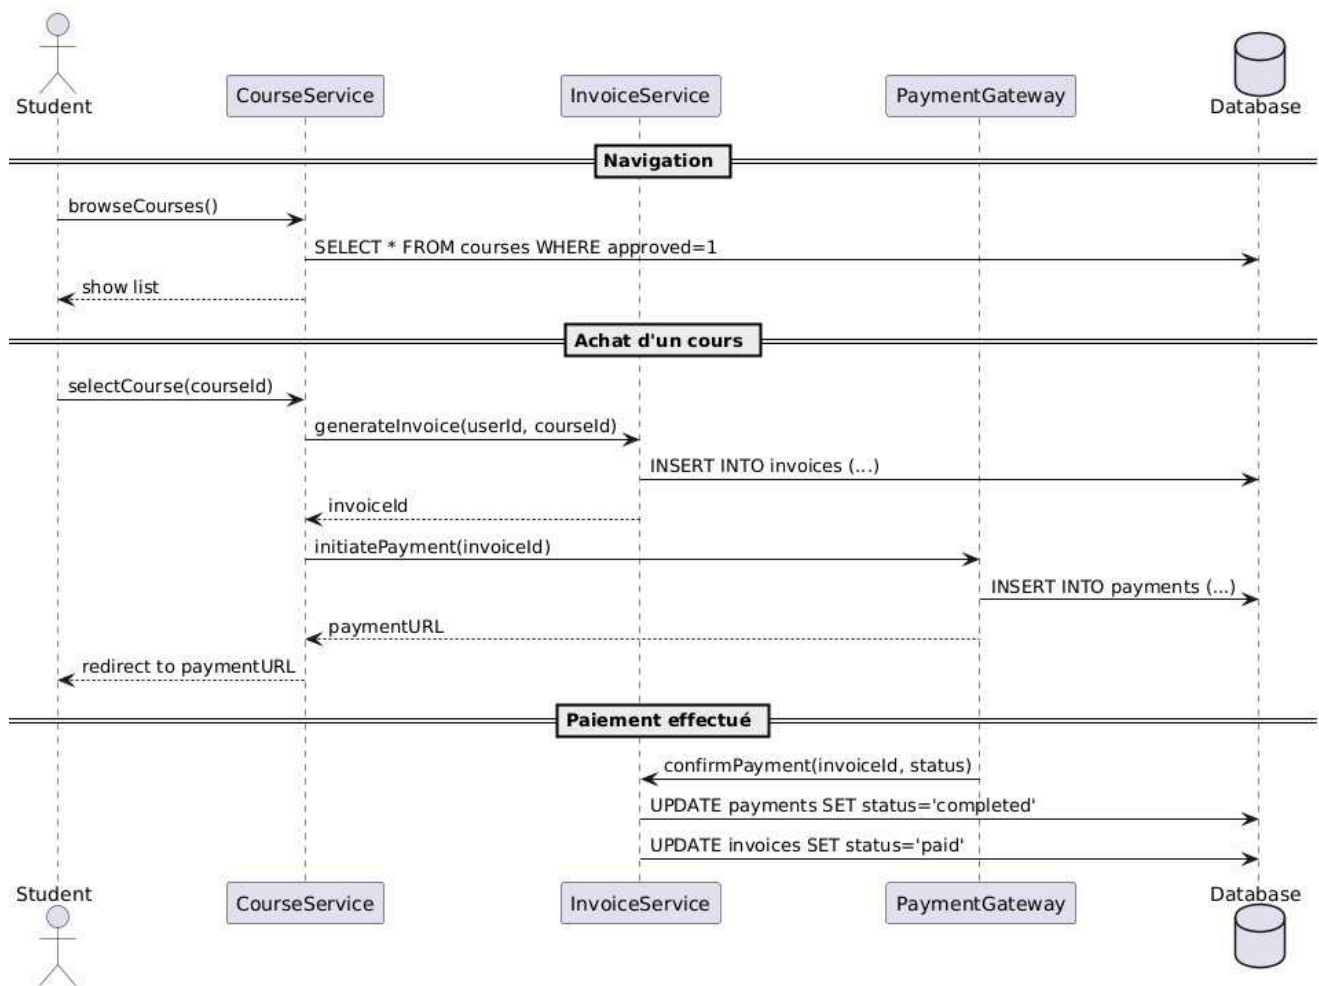 Student
CourseService
InvoiceService
PaymentGateway
Database
Navigation
browseCourses()
SELECT * FROM courses WHERE approved=1
show list
Achat d'un cours
selectCourse(courseId)
generateInvoice(userId, courseId)
INSERT INTO invoices (...)
invoiceId
initiatePayment(invoiceId)
INSERT INTO payments (...)
paymentURL
redirect to paymentURL
Paiement effectué
confirmPayment(invoiceId, status)
UPDATE payments SET status='completed'
UPDATE invoices SET status='paid'
Student
CourseService
InvoiceService
PaymentGateway
Database